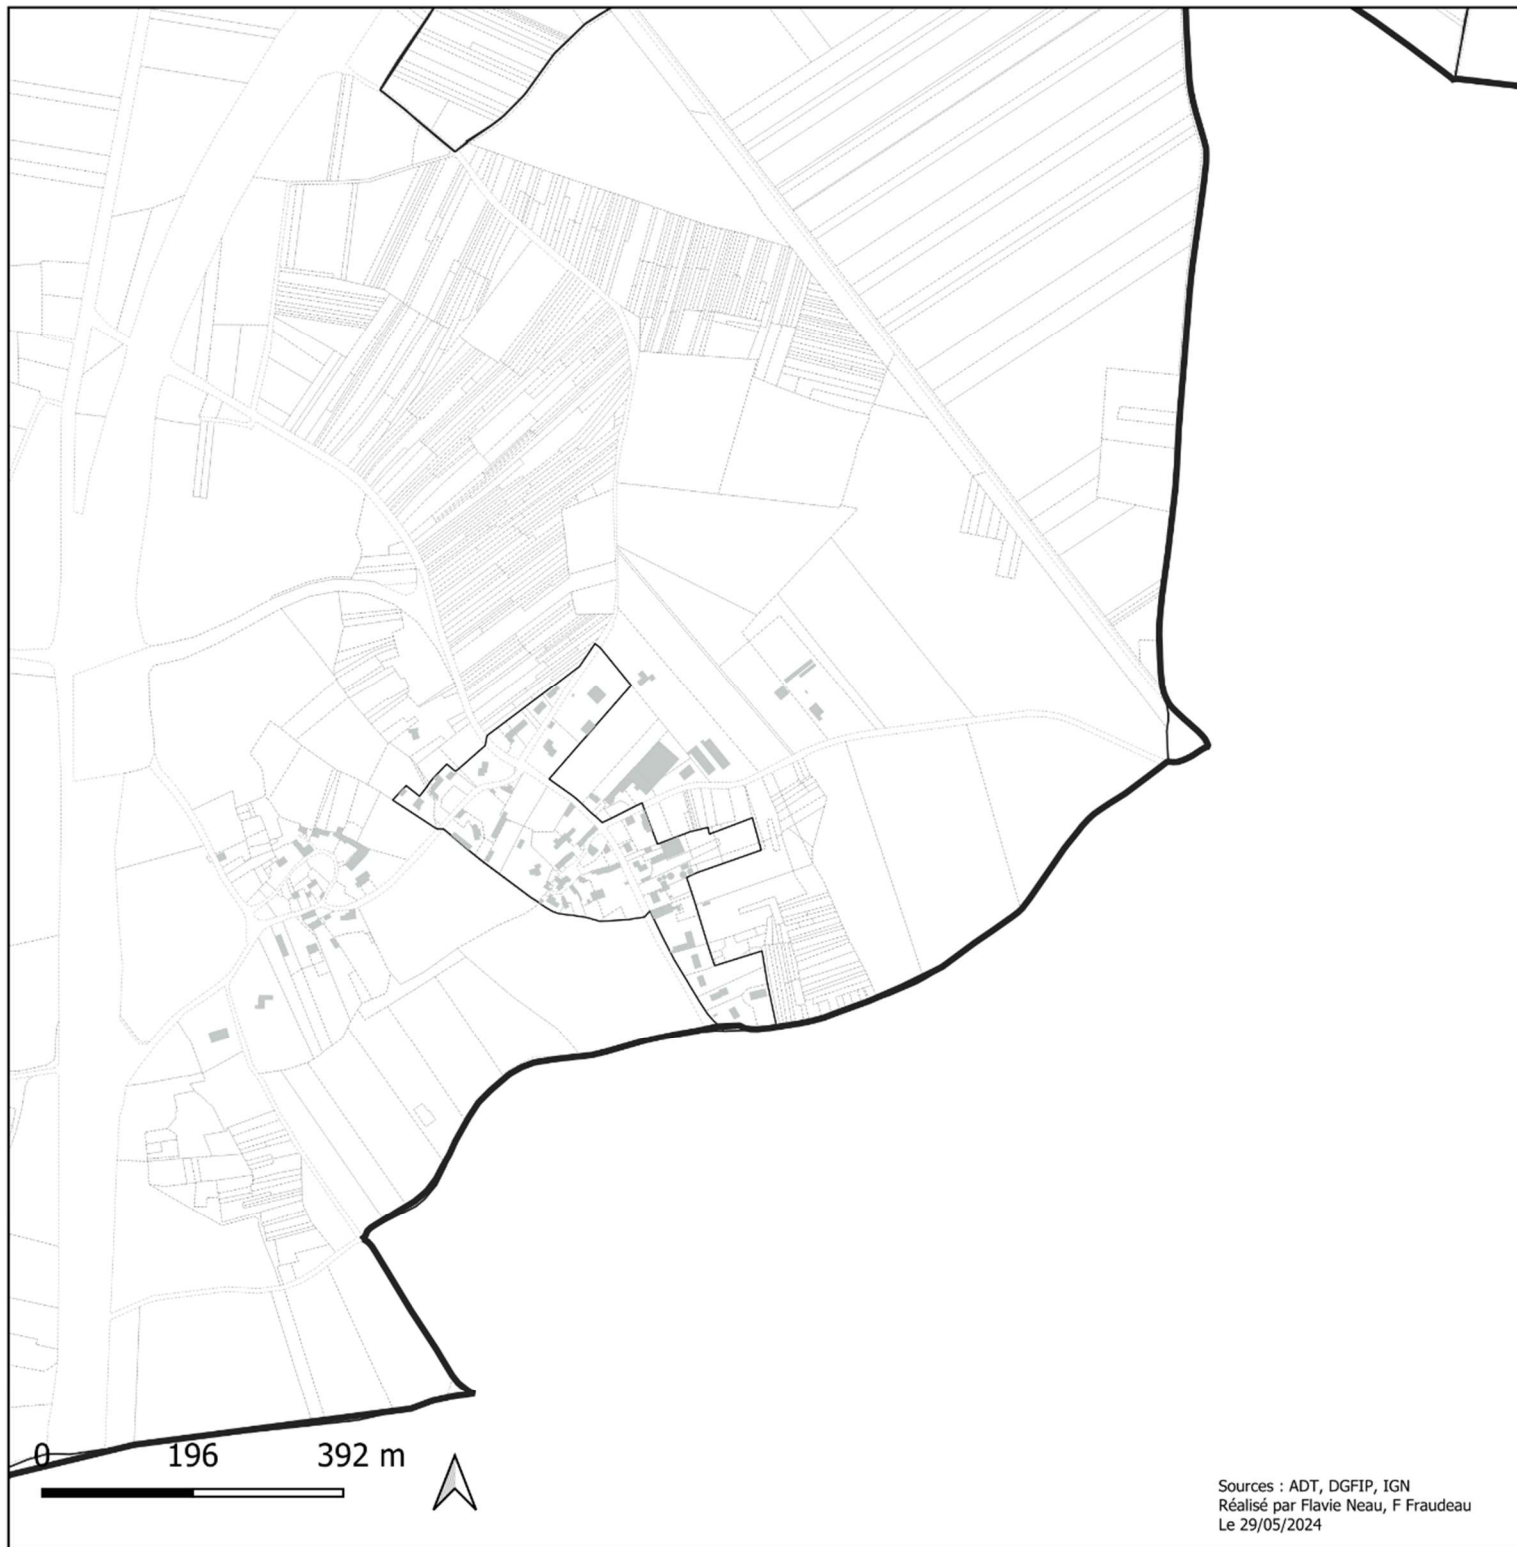 0 196 392 m
Sources : ADT, DGFIP, IGN
Réalisé par Flavie Neau, F Fraudeau
Le 29/05/2024